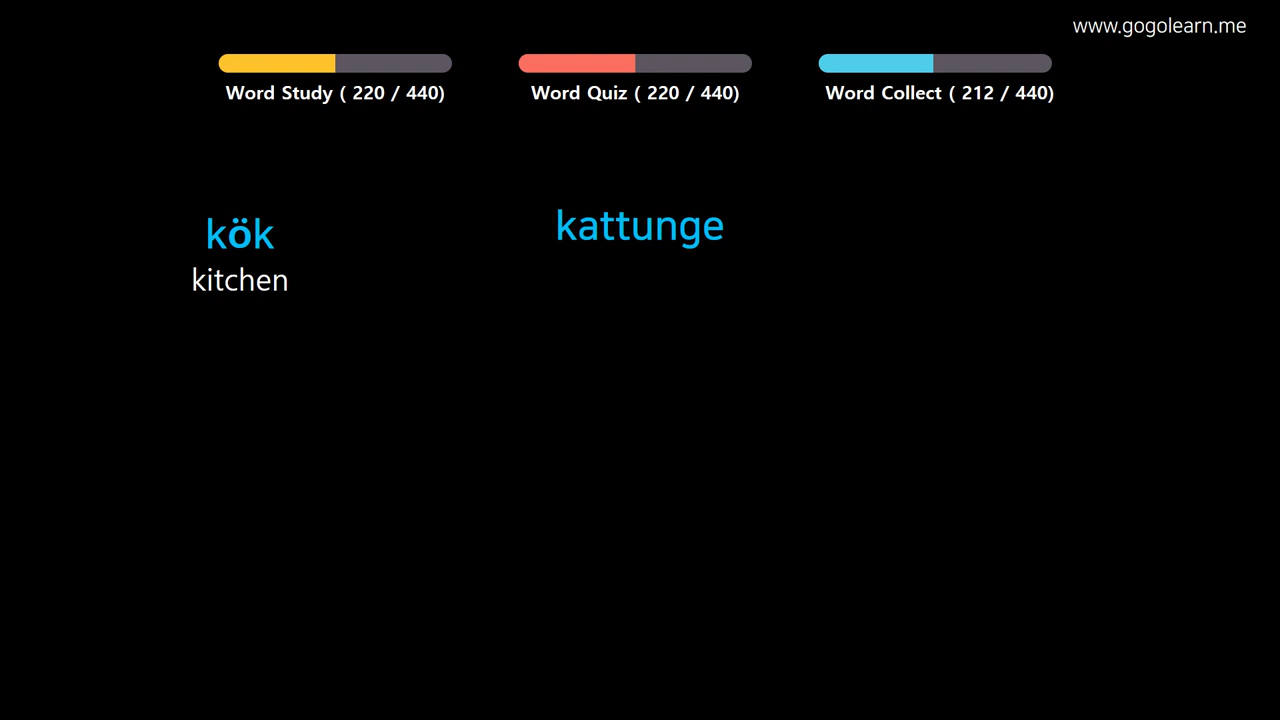 www.gogolearn.me
Word Study ( 220 / 440)
Word Quiz ( 220 / 440)
Word Collect ( 212 / 440)
kök
kitchen
kattunge